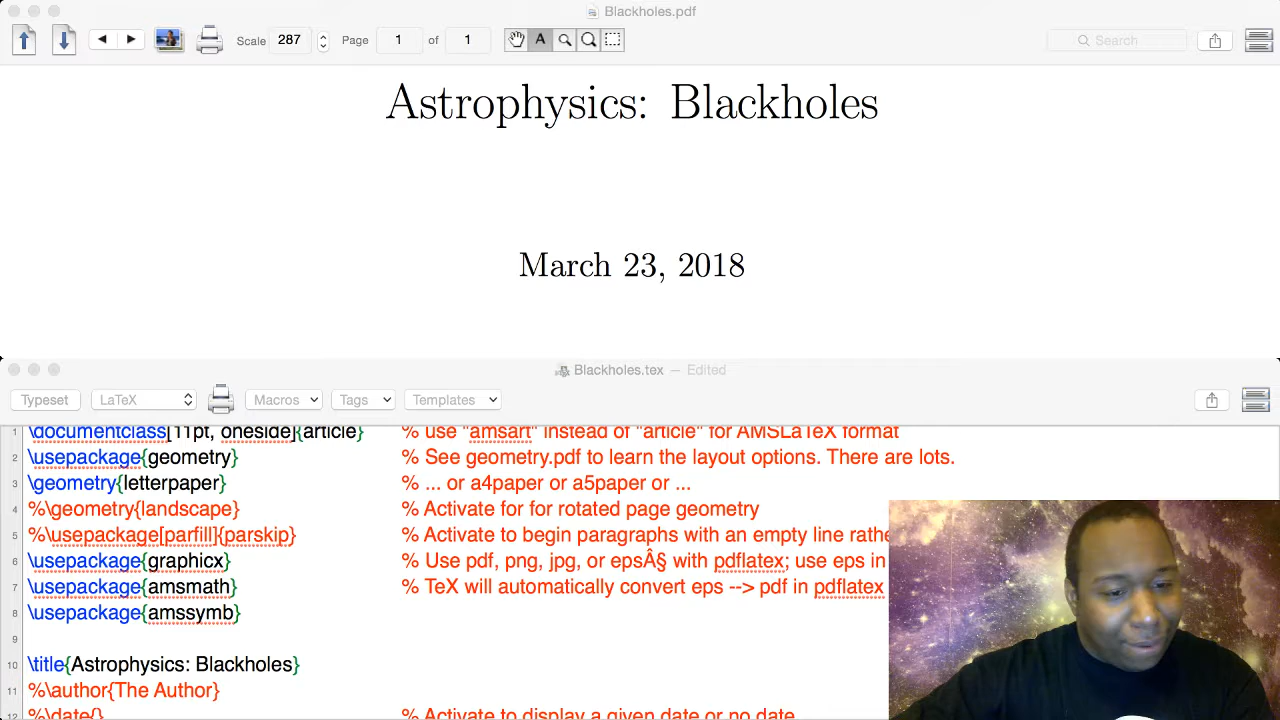 Blackholes.pdf
Scale 287 Page 1 of 1 A Search
Astrophysics: Blackholes
March 23, 2018
Blackholes.tex — Edited
Typeset LaTeX Macros Tags Templates
1 \documentclass[11pt, oneside]{article} % use "amsart" instead of "article" for AMSLaTeX format
2 \usepackage{geometry} % See geometry.pdf to learn the layout options. There are lots.
3 \geometry{letterpaper} % ... or a4paper or a5paper or ...
4 %\geometry{landscape} % Activate for for rotated page geometry
5 %\usepackage[parfill]{parskip} % Activate to begin paragraphs with an empty line rathe
6 \usepackage{graphicx} % Use pdf, png, jpg, or epsÂ§ with pdflatex; use eps in
7 \usepackage{amsmath} % TeX will automatically convert eps --> pdf in pdflatex
8 \usepackage{amssymb}
9
10 \title{Astrophysics: Blackholes}
11 %\author{The Author}
12 %\date{} % Activate to display a given date or no date